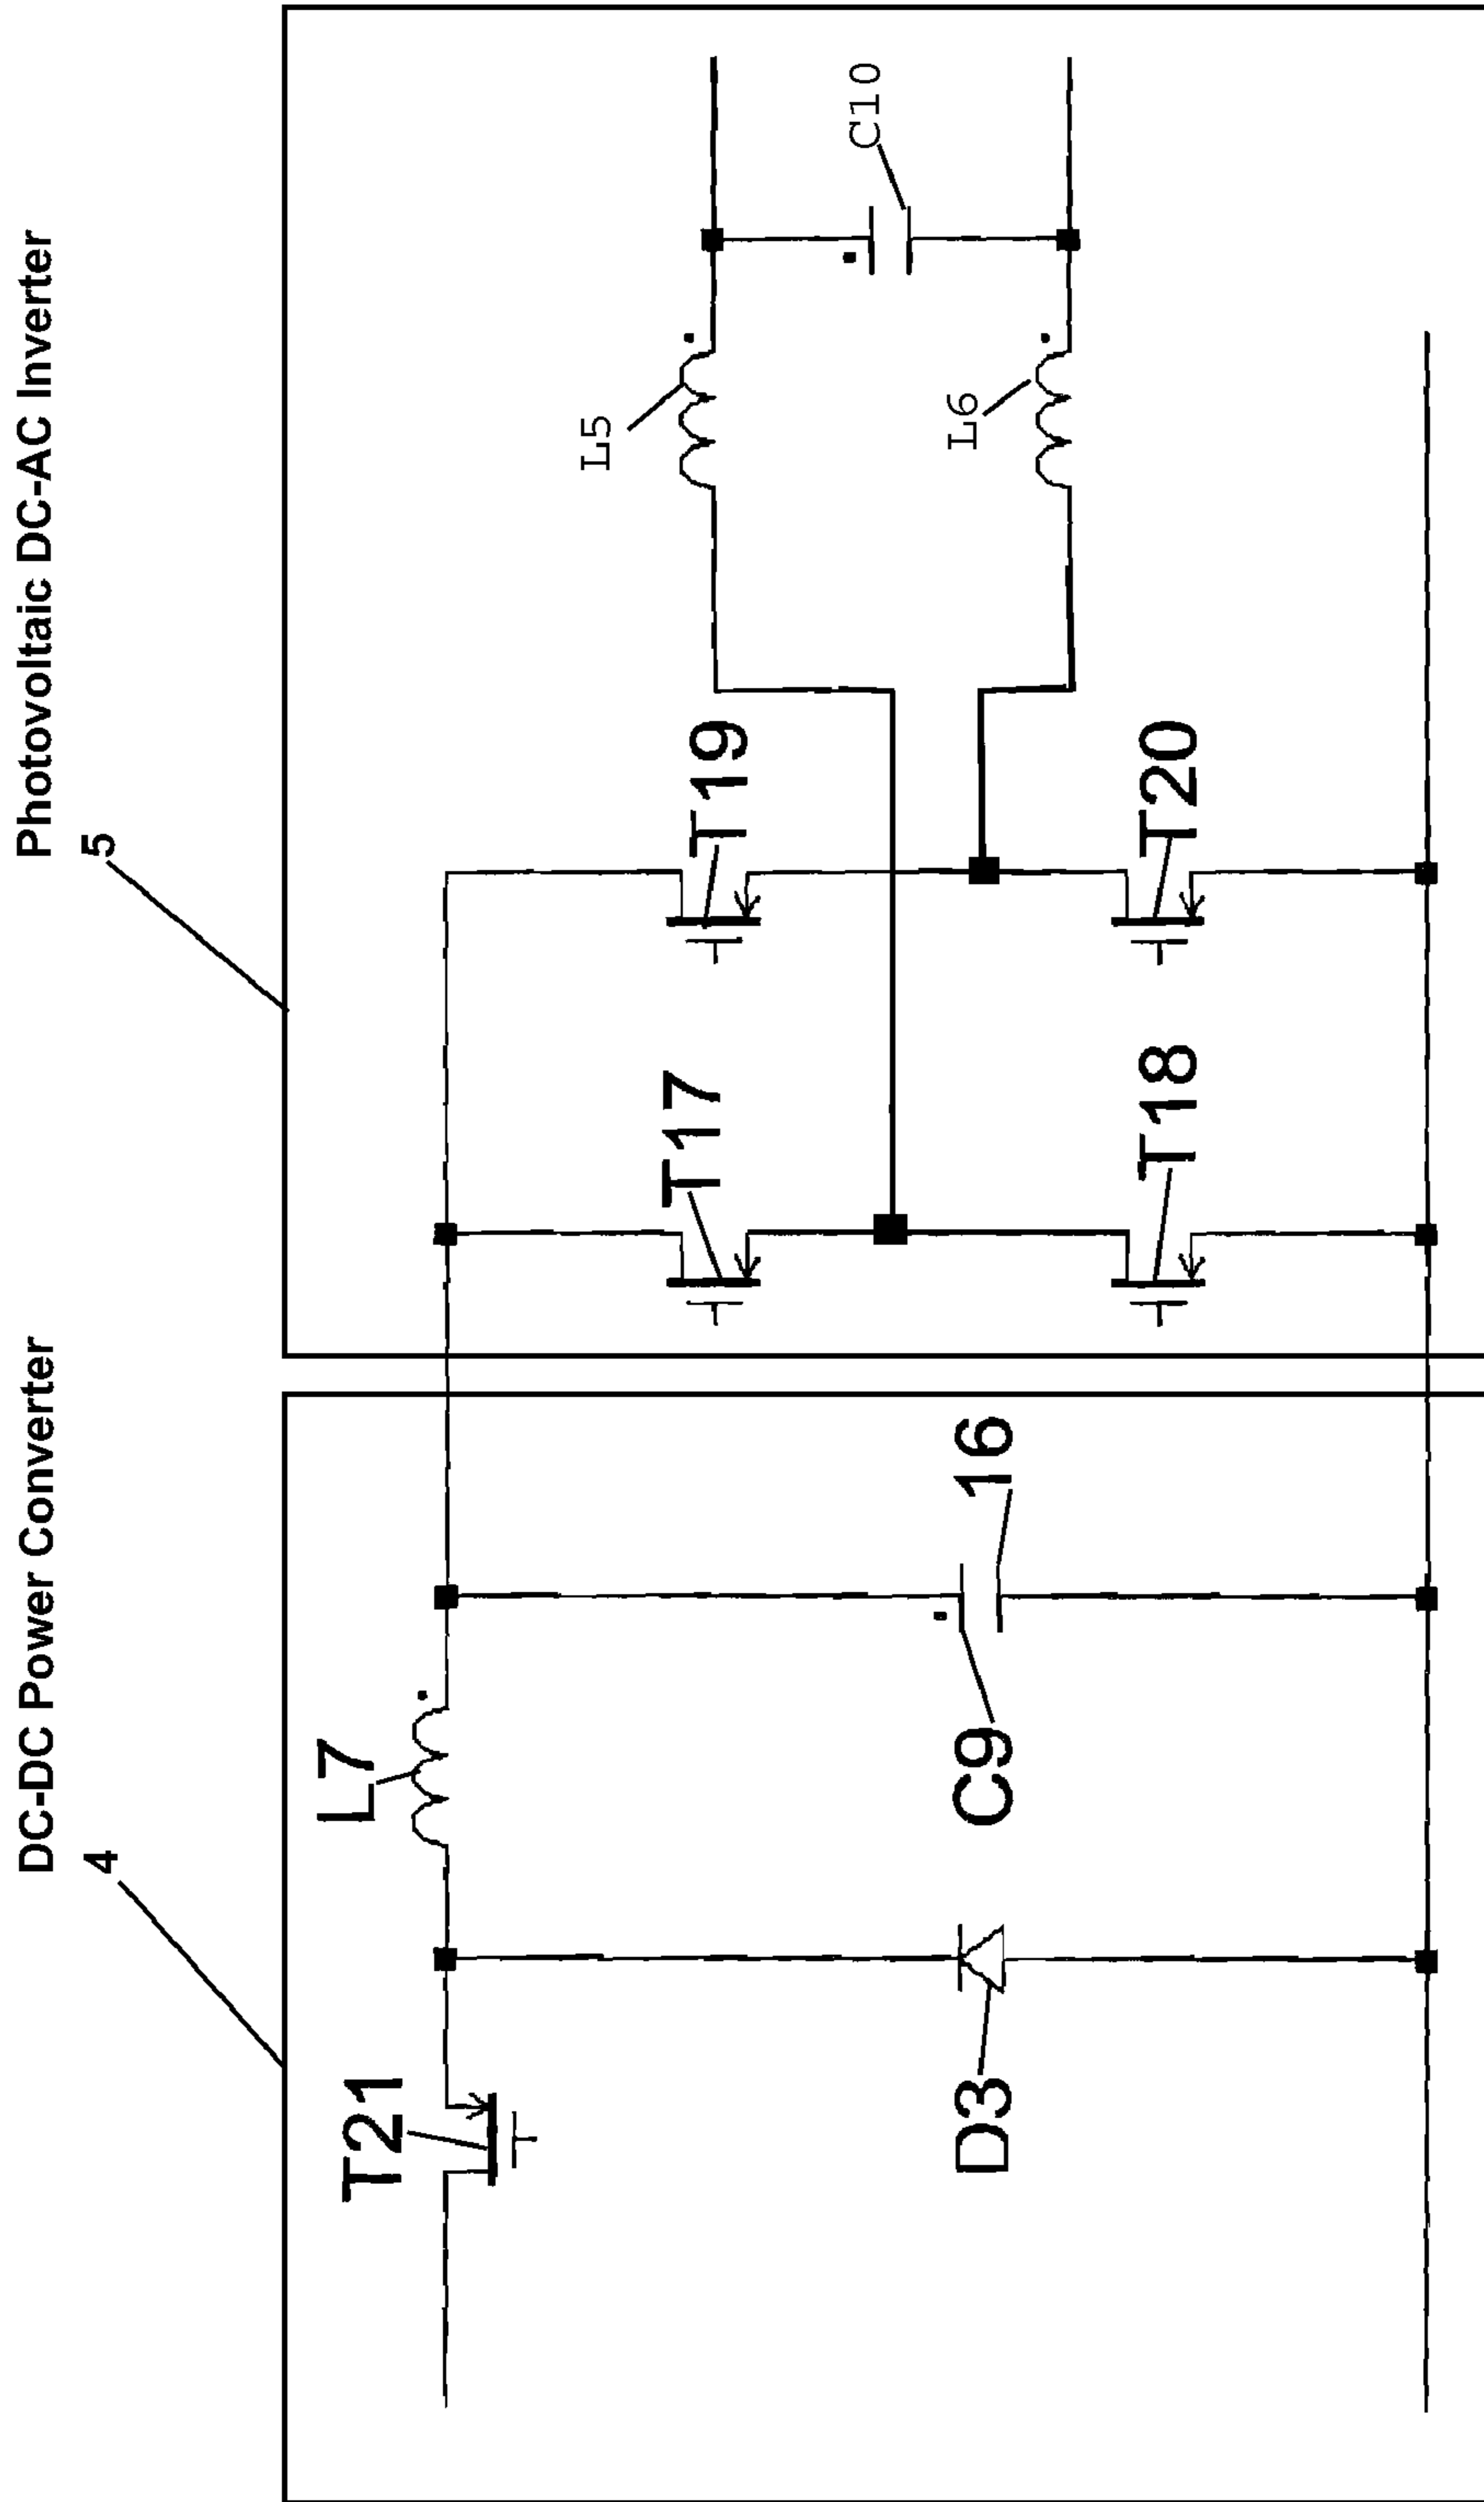 DC-DC Power Converter
Photovoltaic DC-AC Inverter
4
5
T21
L7
D3
C9
16
T17
T19
T18
T20
L5
L6
C10